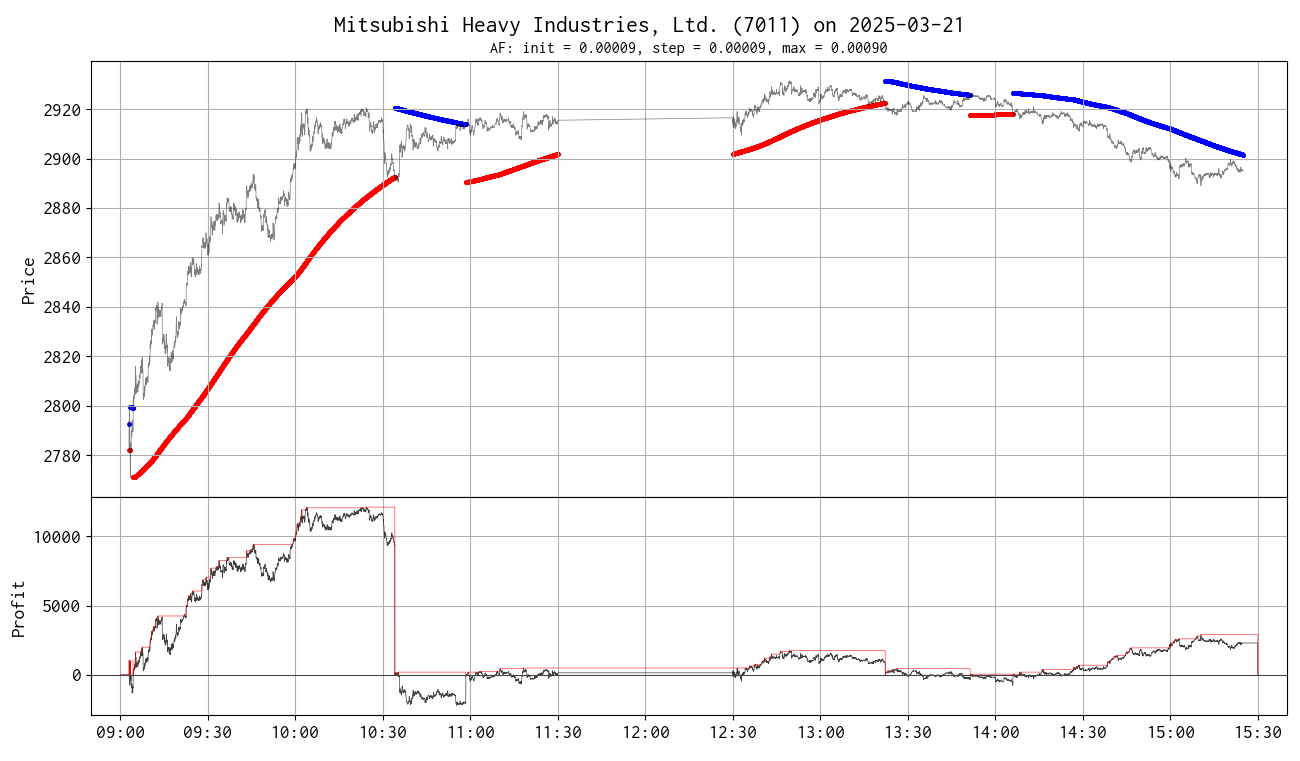 Mitsubishi Heavy Industries, Ltd. (7011) on 2025-03-21
AF: init = 0.00009, step = 0.00009, max = 0.00090
Price
2920
2900
2880
2860
2840
2820
2800
2780
Profit
10000
5000
0
09:00 09:30 10:00 10:30 11:00 11:30 12:00 12:30 13:00 13:30 14:00 14:30 15:00 15:30